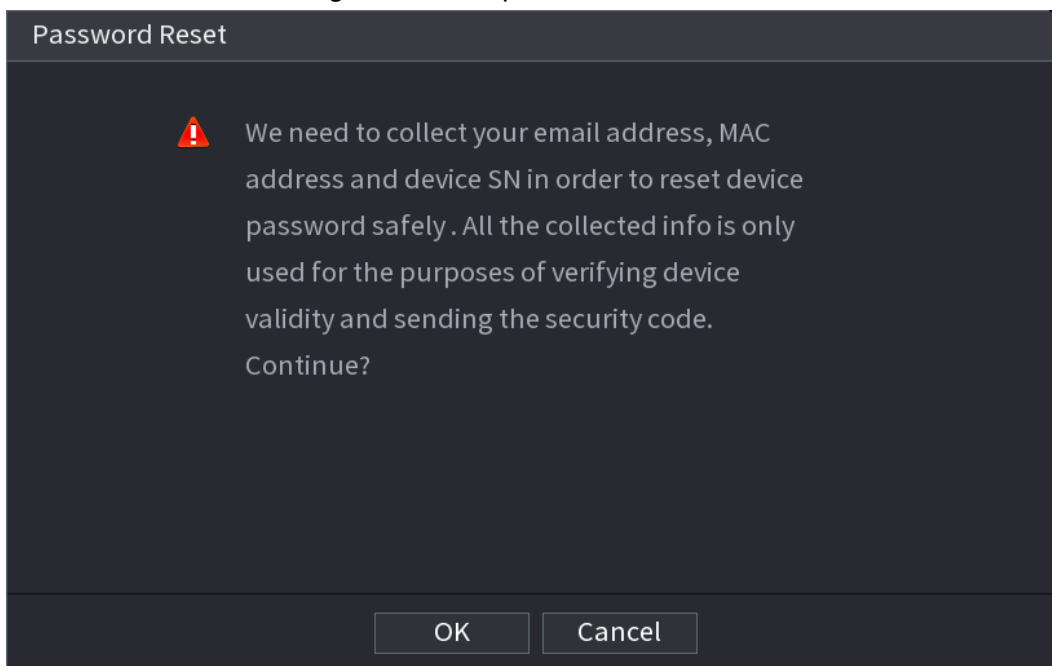 Password Reset
We need to collect your email address, MAC
address and device SN in order to reset device
password safely . All the collected info is only
used for the purposes of verifying device
validity and sending the security code.
Continue?
OK
Cancel